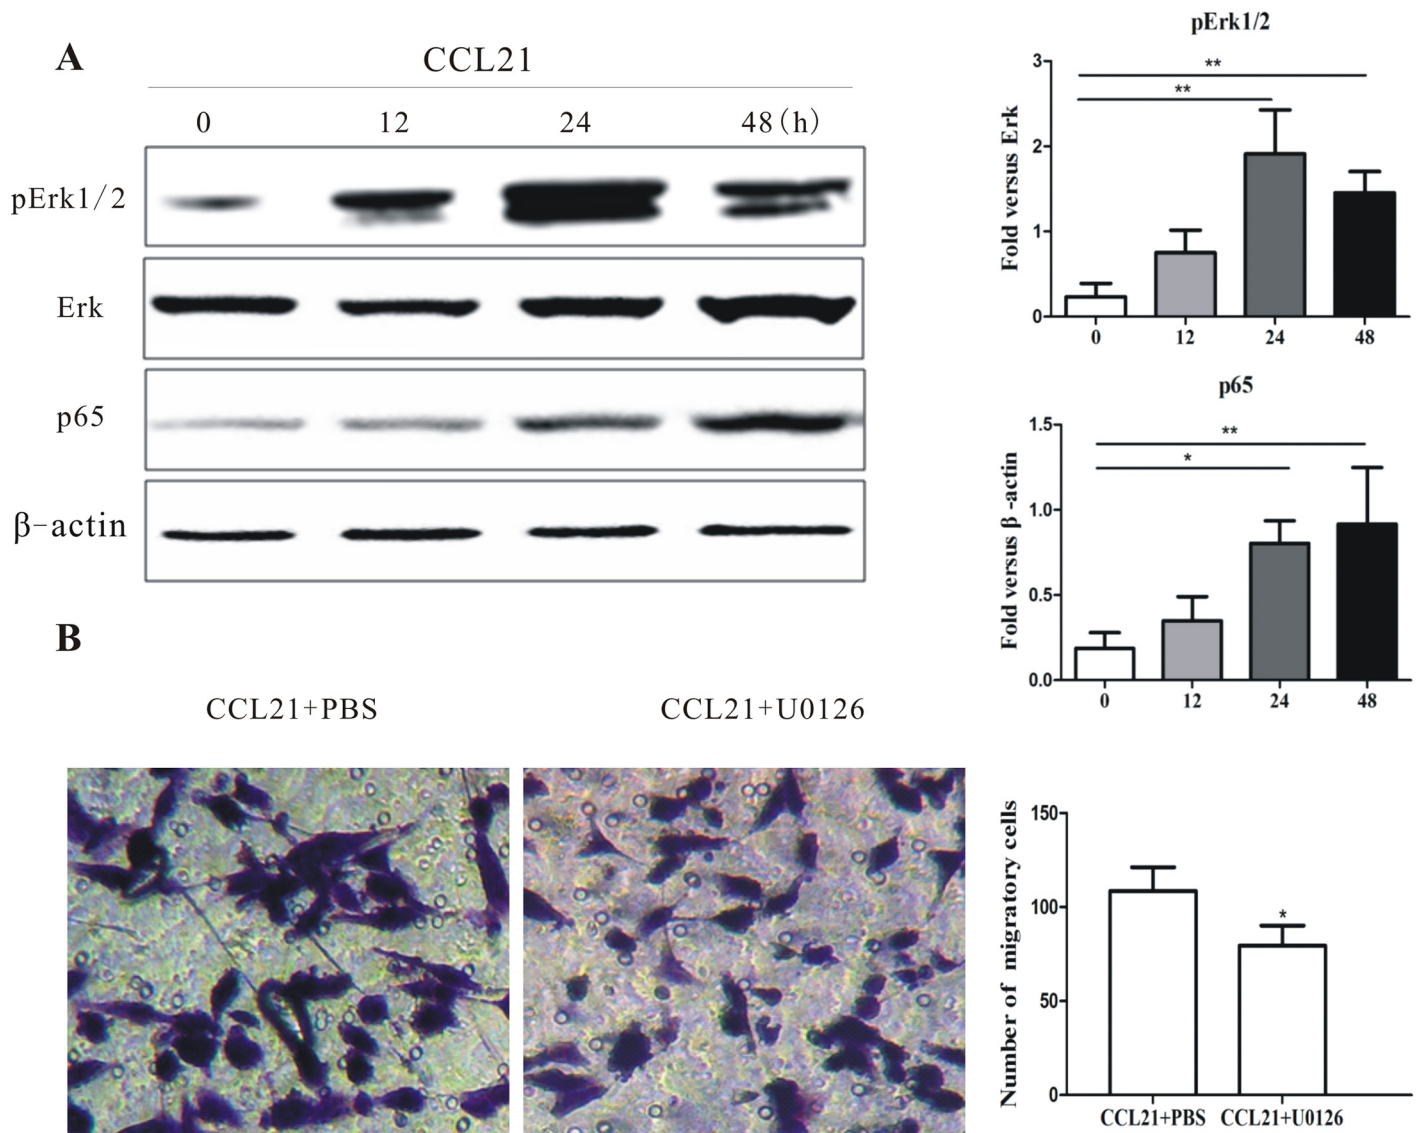 A
CCL21
0 12 24 48(h)
pErk1/2
Erk
p65
β-actin
pErk1/2
Fold versus Erk
3
2
1
0
** 
**
0 12 24 48
p65
Fold versus β -actin
1.5
1.0
0.5
0.0
**
*
0 12 24 48
B
CCL21+PBS CCL21+U0126
Number of migratory cells
150
100
50
0
*
CCL21+PBS CCL21+U0126